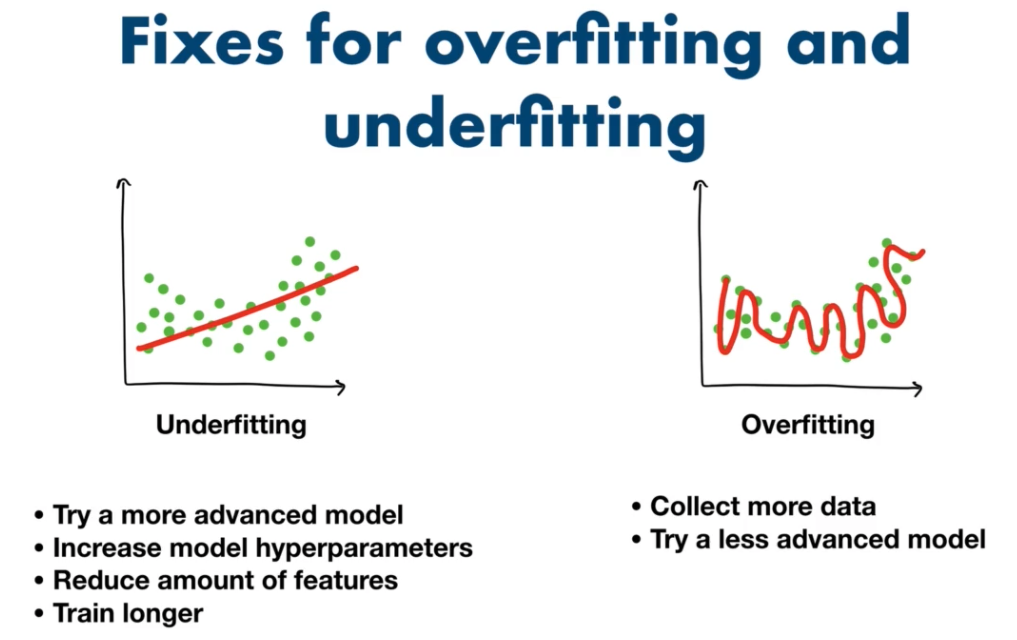 Fixes for overfitting and
underfitting
Underfitting
Overfitting
• Try a more advanced model
• Increase model hyperparameters
• Reduce amount of features
• Train longer
• Collect more data
• Try a less advanced model